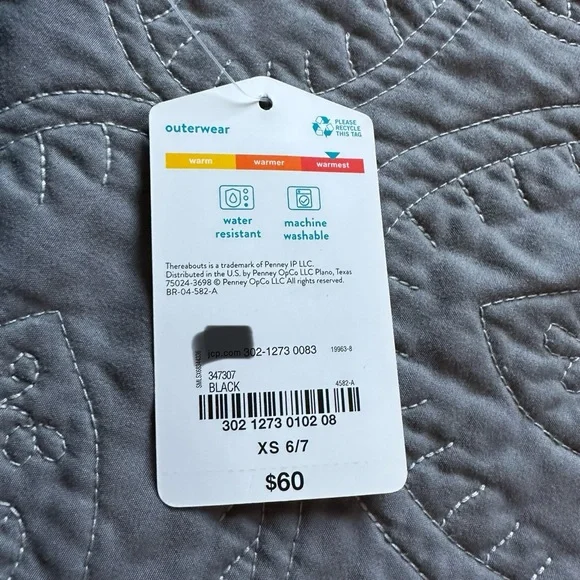 outerwear
PLEASE
RECYCLE
THIS TAG
warm warmer warmest
water
resistant
machine
washable
Thereabouts is a trademark of Penney IP LLC.
Distributed in the U.S. by Penney OpCo LLC Plano, Texas
75024-3698 © Penney OpCo LLC All rights reserved.
BR-04-582-A
jcp.com 302-1273 0083 19963-8
347307
BLACK 4582-A
302 1273 0102 08
XS 6/7
$60